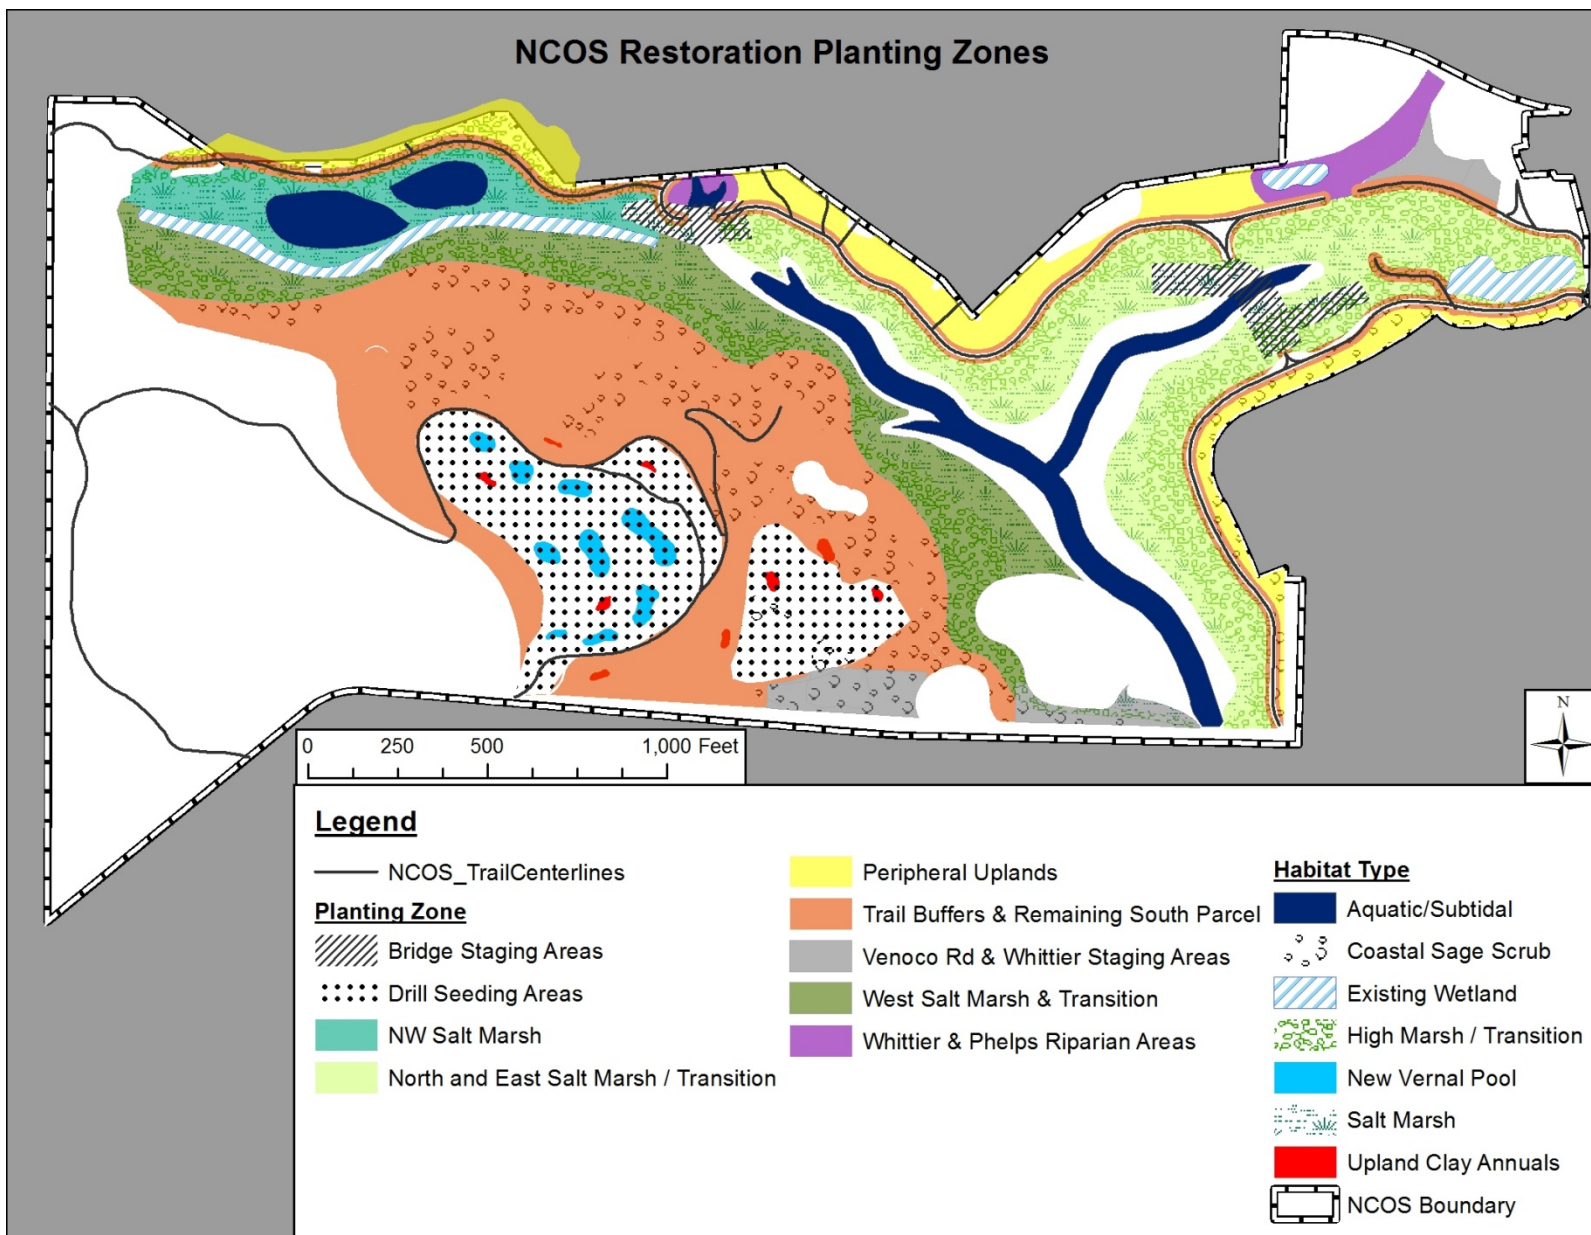 NCOS Restoration Planting Zones
N
0 250 500 1,000 Feet
Legend
NCOS_TrailCenterlines
Planting Zone
Bridge Staging Areas
Drill Seeding Areas
NW Salt Marsh
North and East Salt Marsh / Transition
Peripheral Uplands
Trail Buffers & Remaining South Parcel
Venoco Rd & Whittier Staging Areas
West Salt Marsh & Transition
Whittier & Phelps Riparian Areas
Habitat Type
Aquatic/Subtidal
Coastal Sage Scrub
Existing Wetland
High Marsh / Transition
New Vernal Pool
Salt Marsh
Upland Clay Annuals
NCOS Boundary